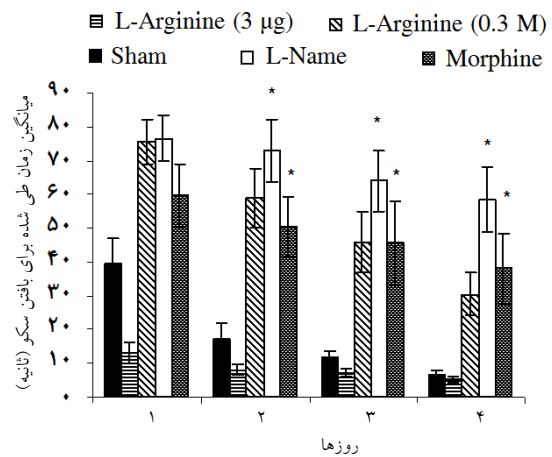 L-Arginine (3 µg) L-Arginine (0.3 M)
Sham L-Name Morphine
میانگین زمان طی شده برای یافتن سکو (ثانیه)
۹۰
۸۰
۷۰
۶۰
۵۰
۴۰
۳۰
۲۰
۱۰
۰
* * * * * *
۱ ۲ ۳ ۴
روزها